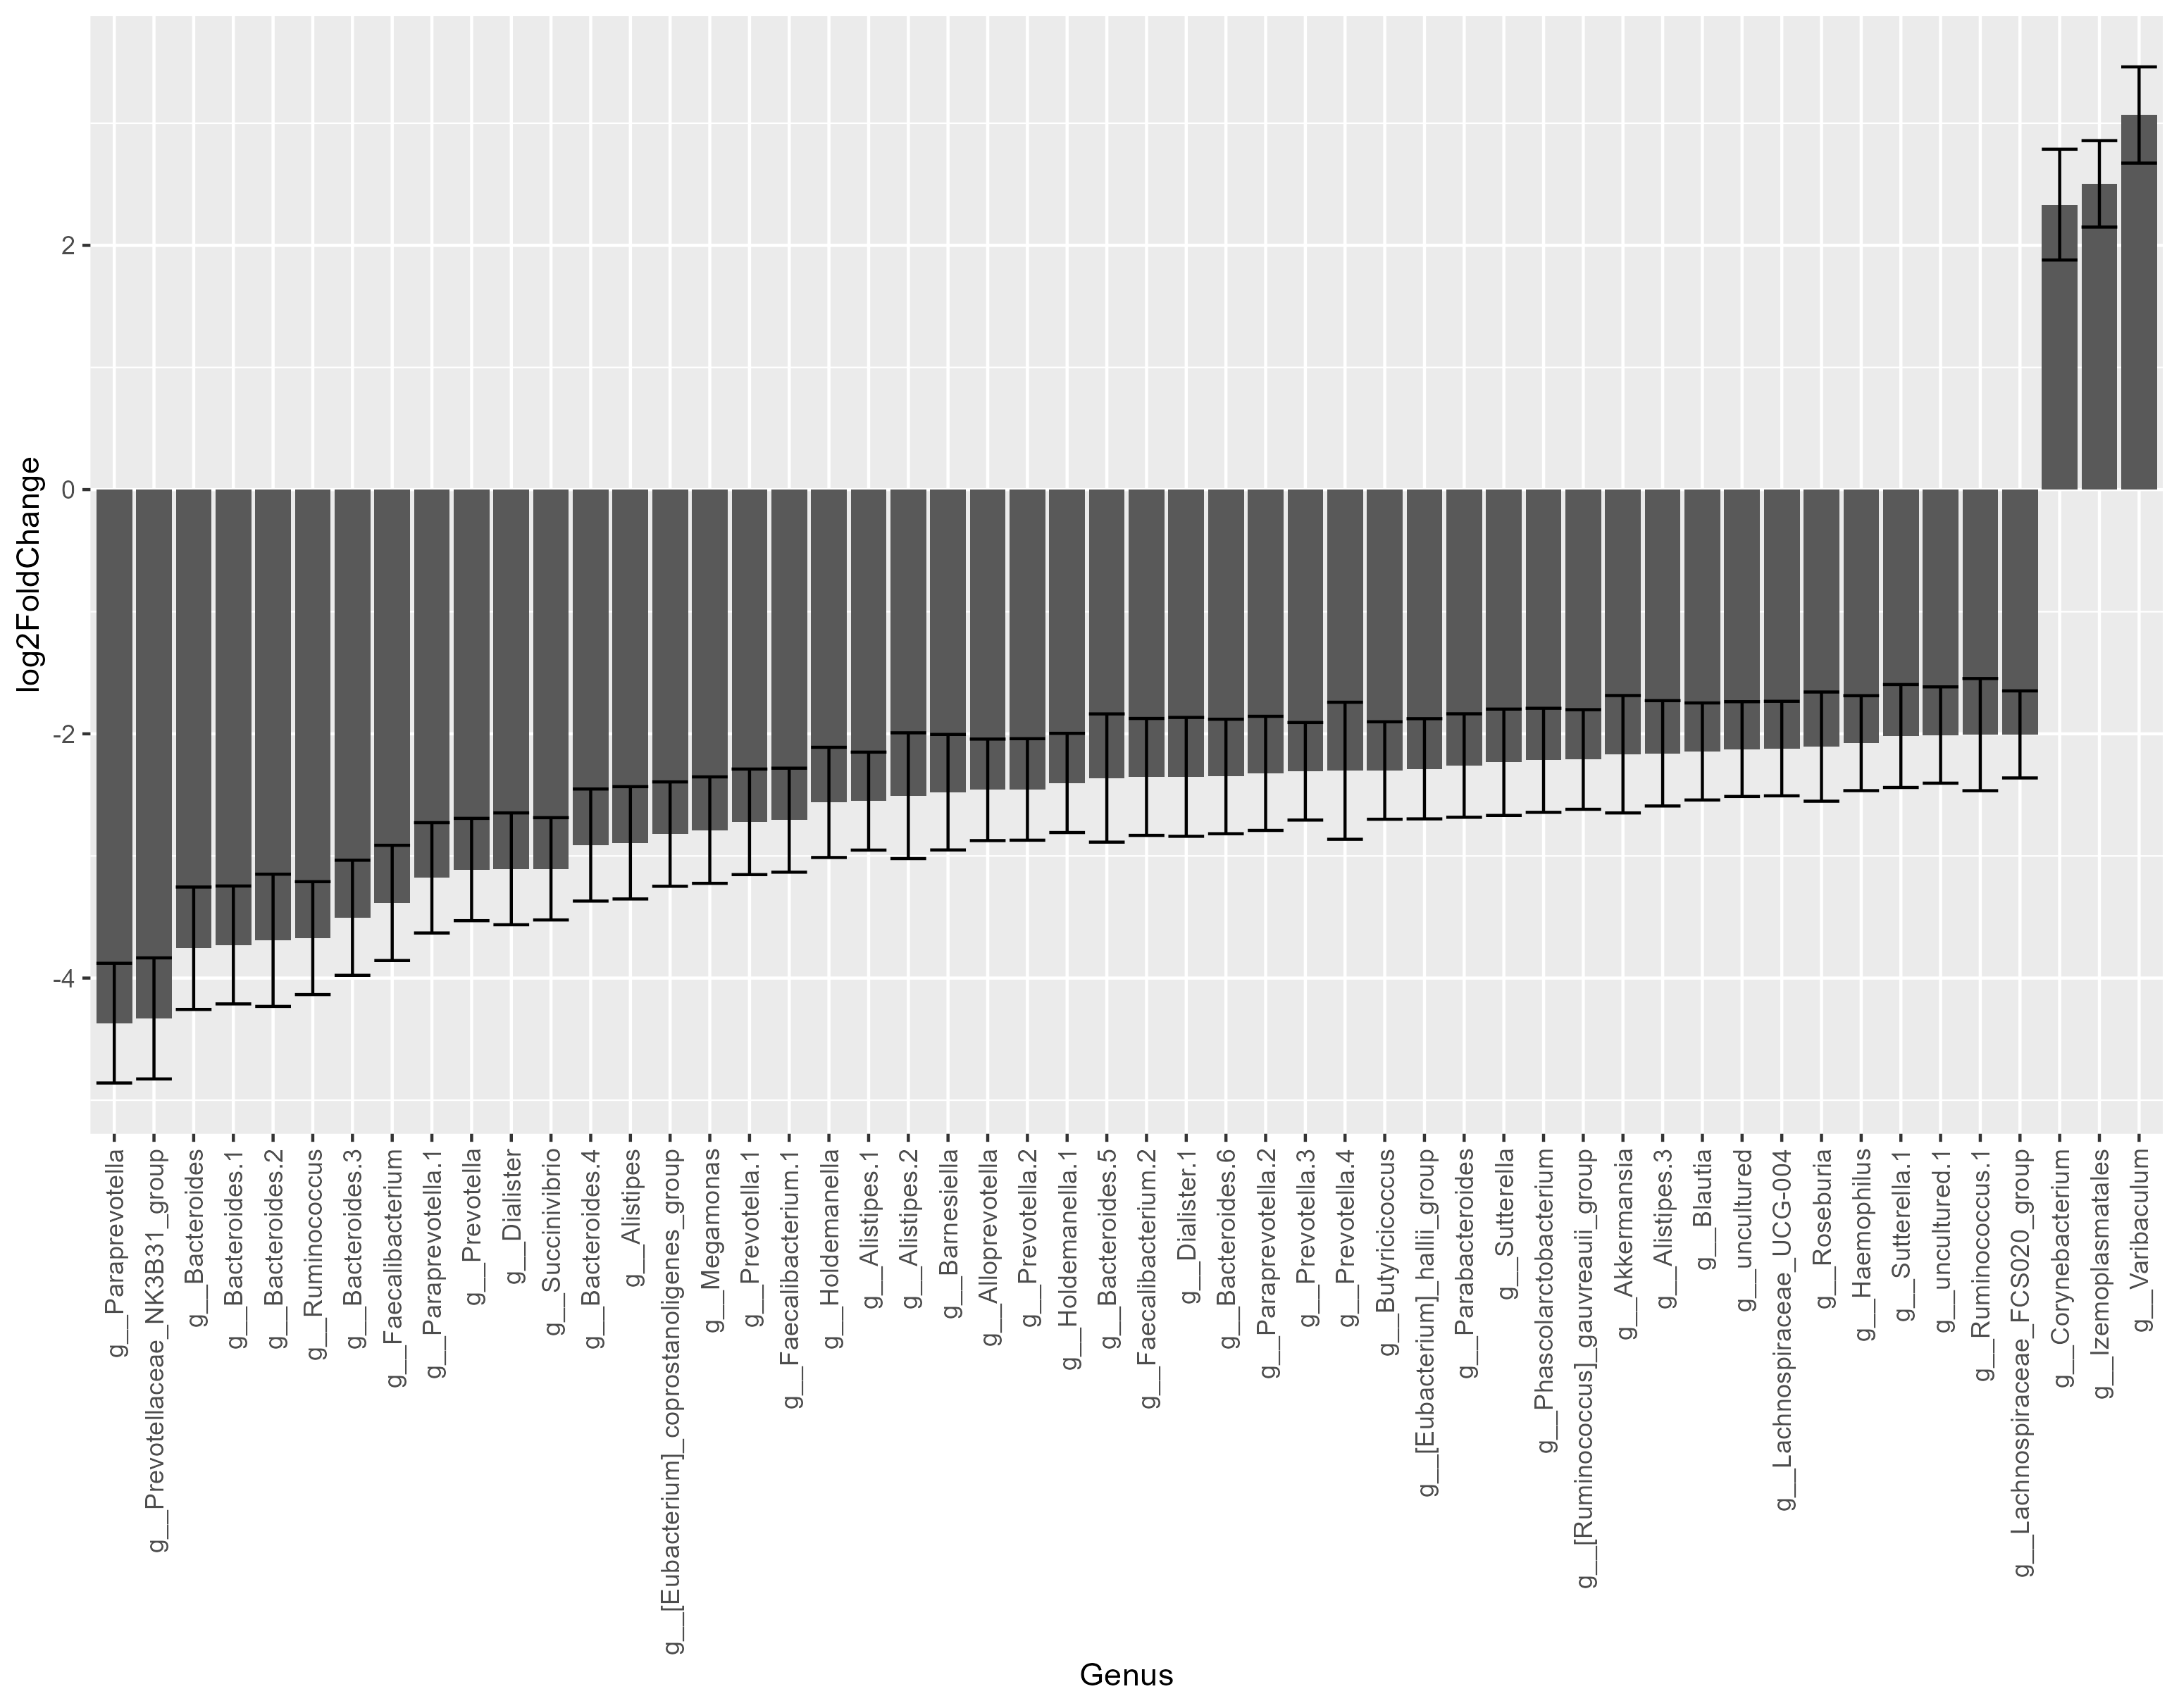 log2FoldChange
2
0
-2
-4
g__Paraprevotella
g__Prevotellaceae_NK3B31_group
g__Bacteroides
g__Bacteroides.1
g__Bacteroides.2
g__Ruminococcus
g__Bacteroides.3
g__Faecalibacterium
g__Paraprevotella.1
g__Prevotella
g__Dialister
g__Succinivibrio
g__Bacteroides.4
g__Alistipes
g__[Eubacterium]_coprostanoligenes_group
g__Megamonas
g__Prevotella.1
g__Faecalibacterium.1
g__Holdemanella
g__Alistipes.1
g__Alistipes.2
g__Barnesiella
g__Alloprevotella
g__Prevotella.2
g__Holdemanella.1
g__Bacteroides.5
g__Faecalibacterium.2
g__Dialister.1
g__Bacteroides.6
g__Paraprevotella.2
g__Prevotella.3
g__Prevotella.4
g__Butyricicoccus
g__[Eubacterium]_hallii_group
g__Parabacteroides
g__Sutterella
g__Phascolarctobacterium
g__[Ruminococcus]_gauvreauii_group
g__Akkermansia
g__Alistipes.3
g__Blautia
g__uncultured
g__Lachnospiraceae_UCG-004
g__Roseburia
g__Haemophilus
g__Sutterella.1
g__uncultured.1
g__Ruminococcus.1
g__Lachnospiraceae_FCS020_group
g__Corynebacterium
g__Izemoplasmatales
g__Varibaculum
Genus